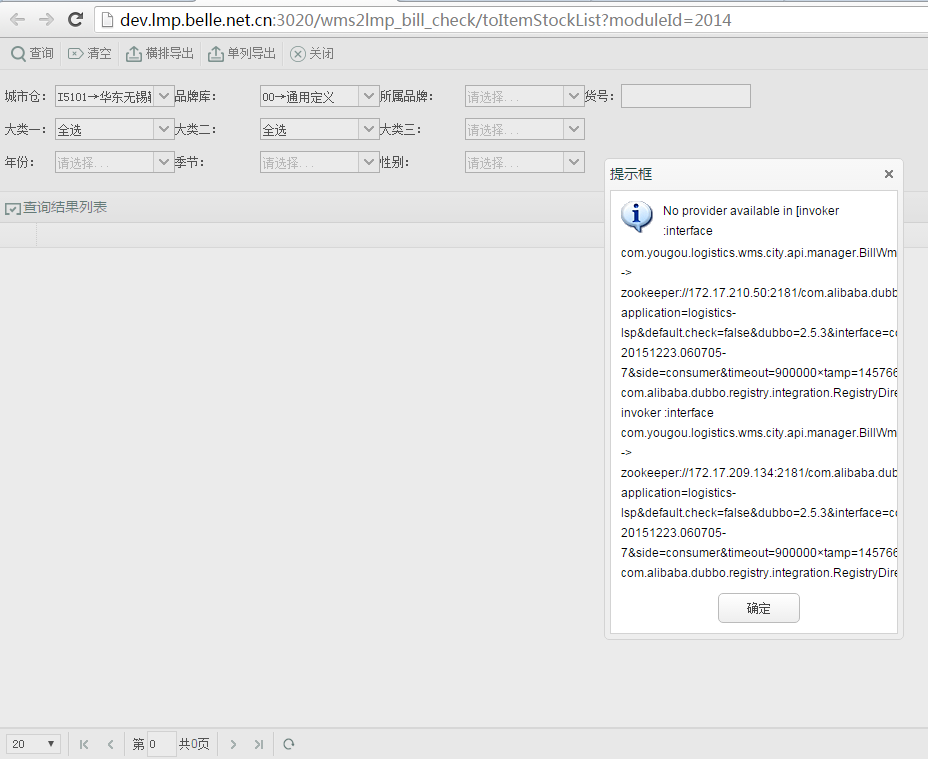 dev.lmp.belle.net.cn:3020/wms2lmp_bill_check/toItemStockList?moduleId=2014
查询 清空 横排导出 单列导出 关闭
城市仓: I5101→华东无锡 品牌库: 00→通用定义 所属品牌: 请选择... 货号:
大类一: 全选 大类二: 全选 大类三: 请选择...
年份: 请选择... 季节: 请选择... 性别: 请选择...
查询结果列表
提示框
No provider available in [invoker
:interface
com.yougou.logistics.wms.city.api.manager.BillWm
->
zookeeper://172.17.210.50:2181/com.alibaba.dubb
application=logistics-
lsp&default.check=false&dubbo=2.5.3&interface=co
20151223.060705-
7&side=consumer&timeout=900000×tamp=145766
com.alibaba.dubbo.registry.integration.RegistryDire
invoker :interface
com.yougou.logistics.wms.city.api.manager.BillWm
->
zookeeper://172.17.209.134:2181/com.alibaba.dub
application=logistics-
lsp&default.check=false&dubbo=2.5.3&interface=co
20151223.060705-
7&side=consumer&timeout=900000×tamp=145766
com.alibaba.dubbo.registry.integration.RegistryDire
确定
20 第 0 共0页